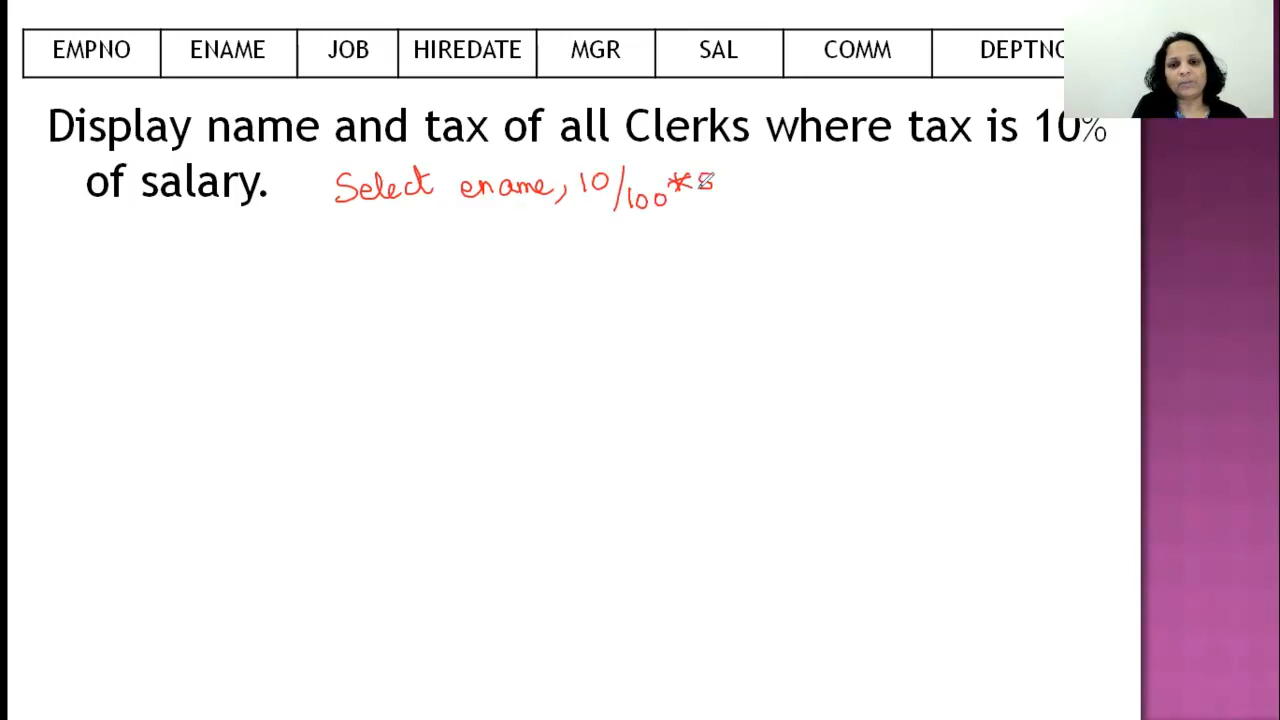 EMPNO ENAME JOB HIREDATE MGR SAL COMM DEPTNO
Display name and tax of all Clerks where tax is 10%
of salary. Select ename, 10/100*s